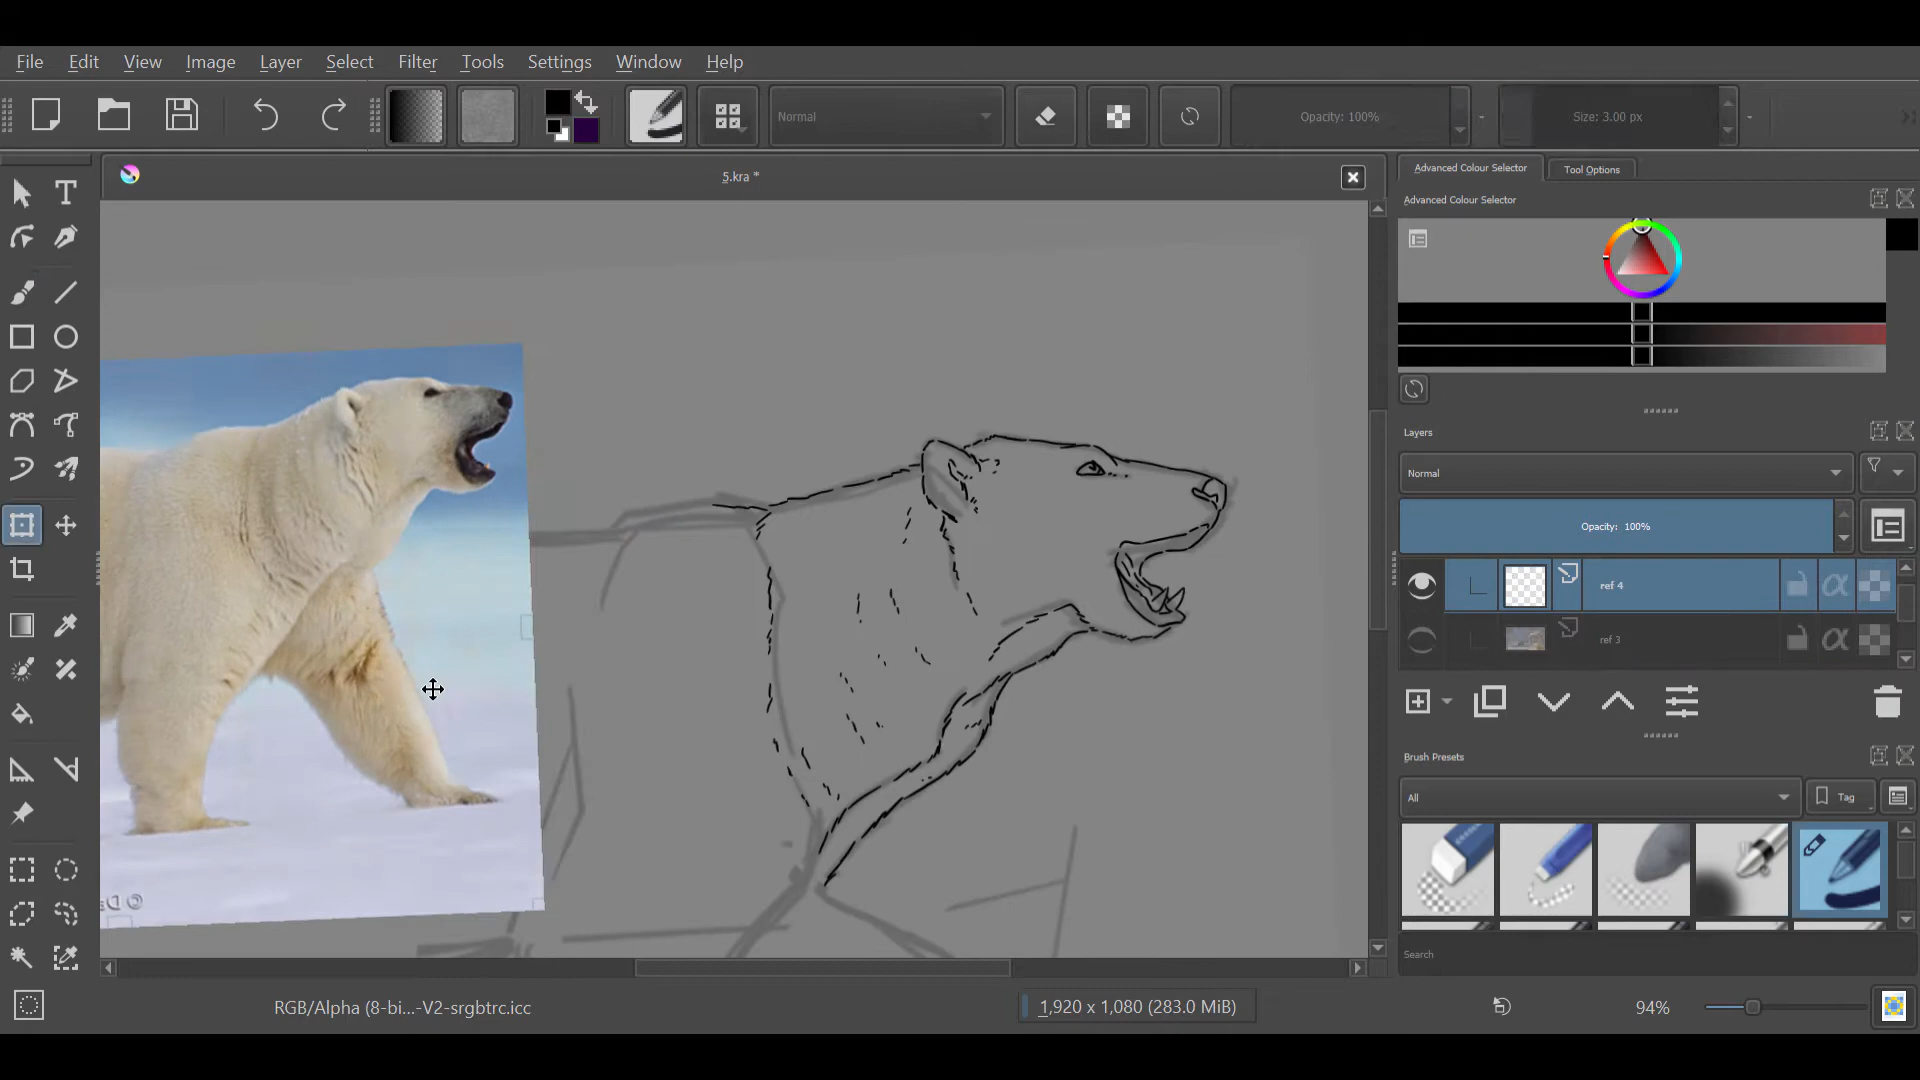 File Edit View Image Layer Select Filter Tools Settings Window Help
Normal Opacity: 100% Size: 3.00 px
5.kra *
Advanced Colour Selector Tool Options
Advanced Colour Selector
Layers
Normal
Opacity: 100%
ref 4
ref 3
Brush Presets
All Tag
Search
RGB/Alpha (8-bi...-V2-srgbtrc.icc 1,920 x 1,080 (283.0 MiB) 94%